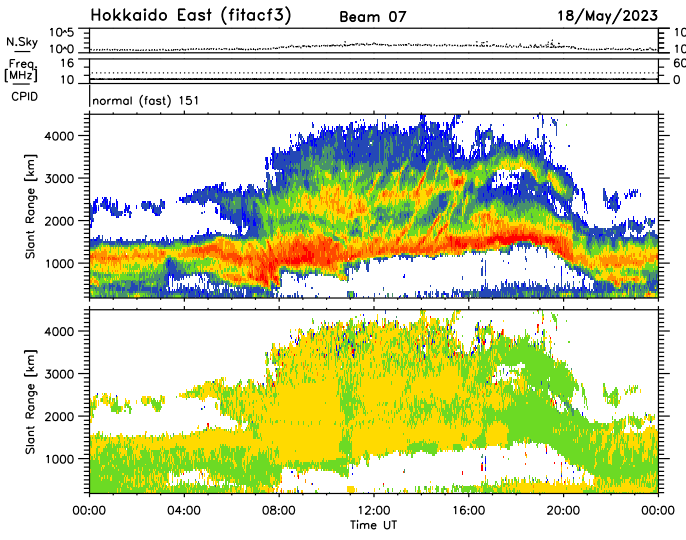 Hokkaido East (fitacf3) Beam 07 18/May/2023
N.Sky 10^5 10^0 10 10
Freq. [MHz] 16 10 60 0
CPID normal (fast) 151
Slant Range [km] 4000 3000 2000 1000
Slant Range [km] 4000 3000 2000 1000
00:00 04:00 08:00 12:00 16:00 20:00 00:00
Time UT